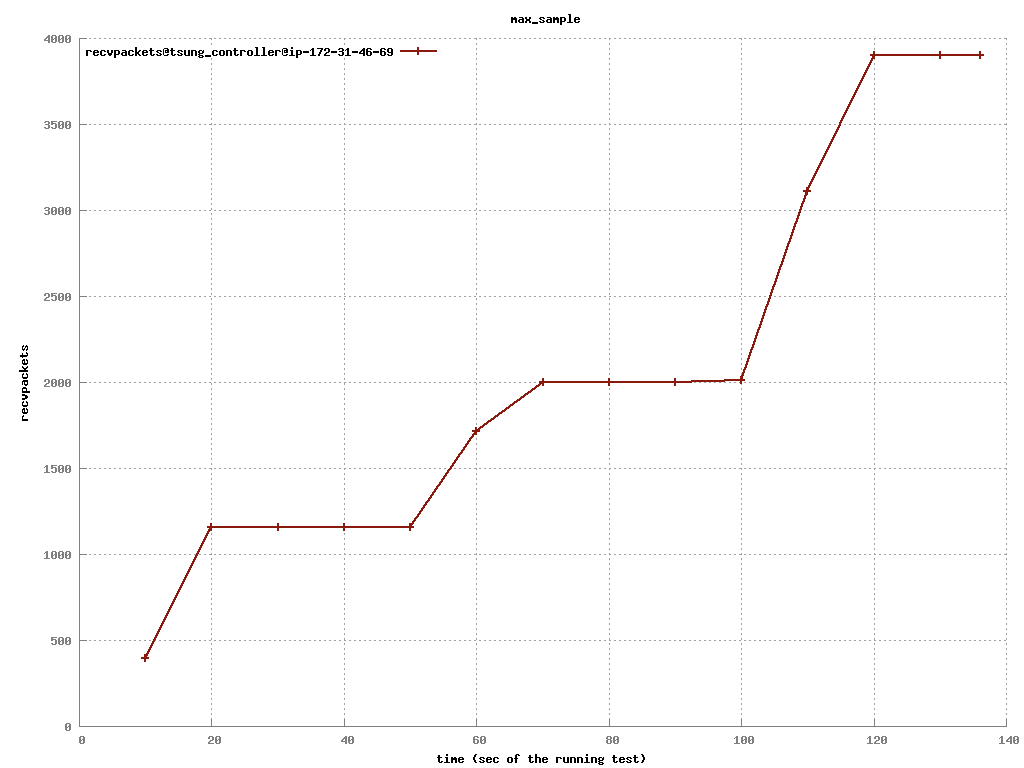 max_sample
recvpackets@tsung_controller@ip-172-31-46-69
4000
3500
3000
2500
2000
1500
1000
500
0
recvpackets
0 20 40 60 80 100 120 140
time (sec of the running test)